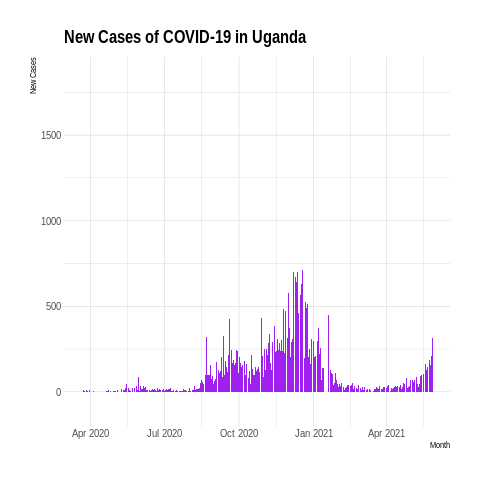 New Cases of COVID-19 in Uganda
New Cases
1500
1000
500
0
Apr 2020 Jul 2020 Oct 2020 Jan 2021 Apr 2021
Month